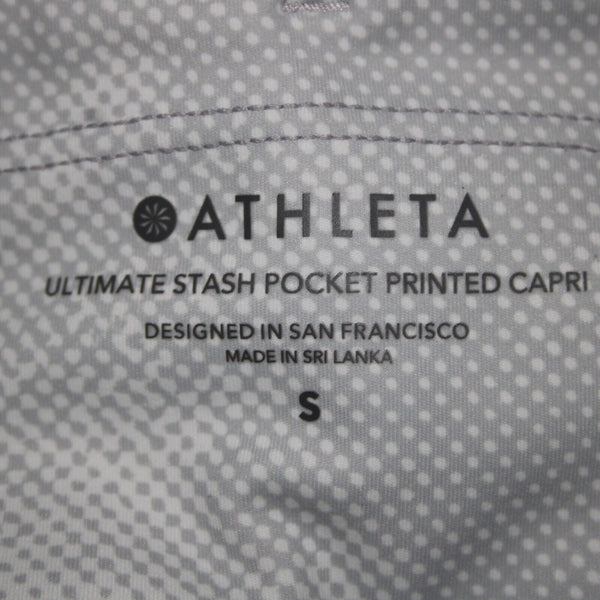 ATHLETA
ULTIMATE STASH POCKET PRINTED CAPRI
DESIGNED IN SAN FRANCISCO
MADE IN SRI LANKA
S